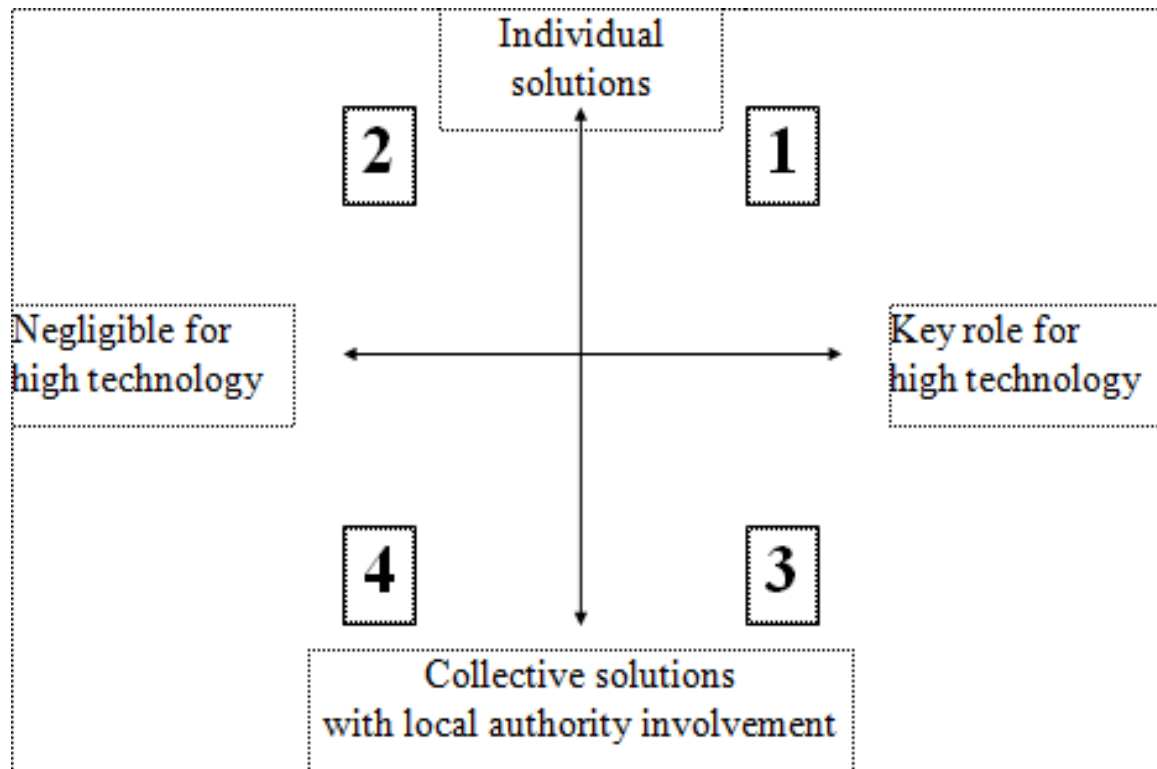 Individual
solutions
2
1
Negligible for
high technology
Key role for
high technology
4
3
Collective solutions
with local authority involvement